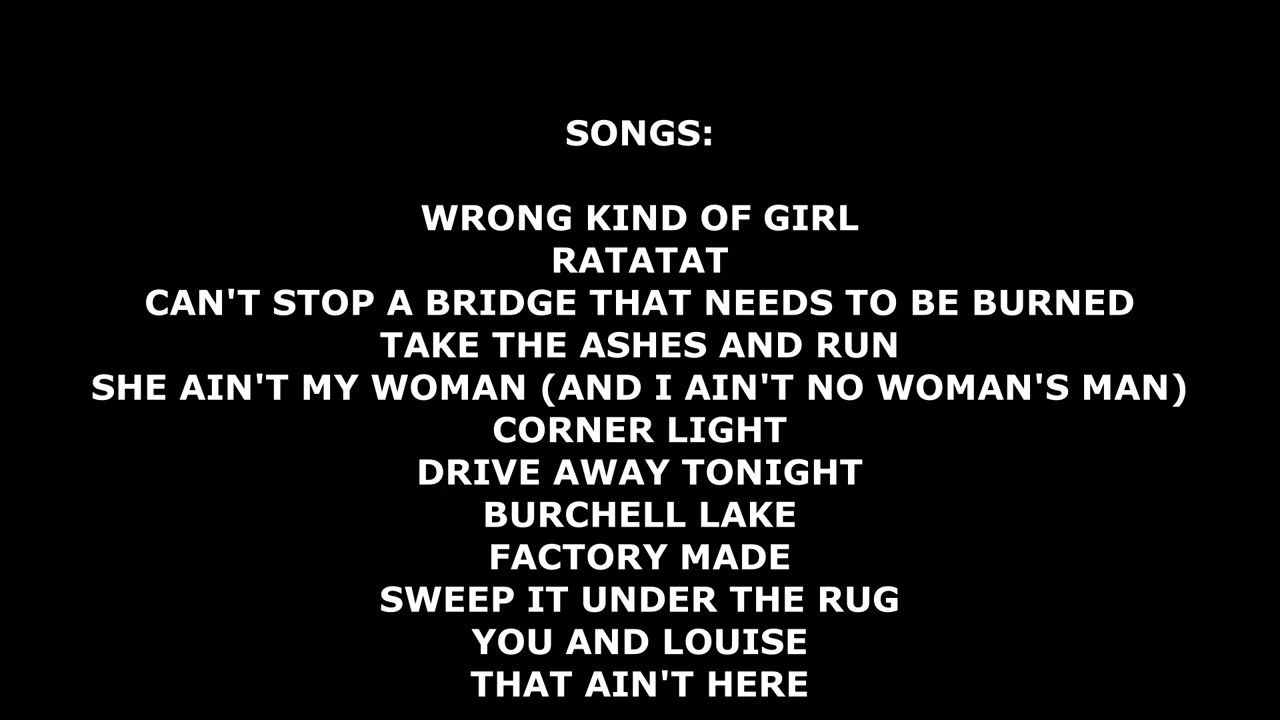 SONGS:
WRONG KIND OF GIRL
RATATAT
CAN'T STOP A BRIDGE THAT NEEDS TO BE BURNED
TAKE THE ASHES AND RUN
SHE AIN'T MY WOMAN (AND I AIN'T NO WOMAN'S MAN)
CORNER LIGHT
DRIVE AWAY TONIGHT
BURCHELL LAKE
FACTORY MADE
SWEEP IT UNDER THE RUG
YOU AND LOUISE
THAT AIN'T HERE